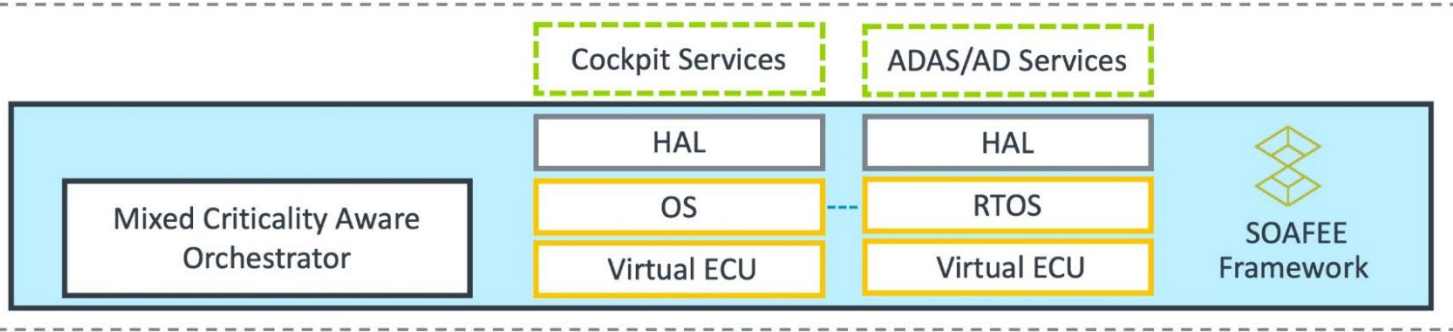 Cockpit Services
ADAS/AD Services
HAL
HAL
Mixed Criticality Aware
Orchestrator
OS
RTOS
Virtual ECU
Virtual ECU
SOAFEE
Framework